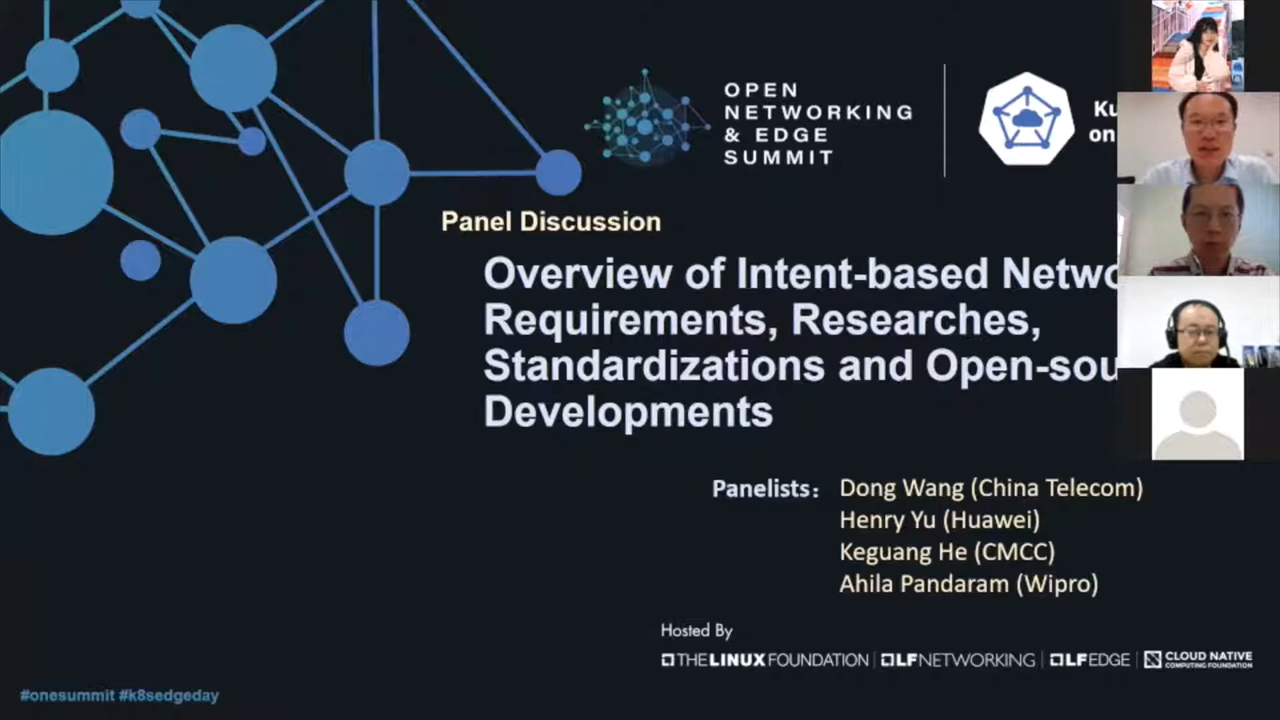 OPEN
NETWORKING
& EDGE
SUMMIT
Ku
on
Panel Discussion
Overview of Intent-based Netwo
Requirements, Researches,
Standardizations and Open-sou
Developments
Panelists： Dong Wang (China Telecom)
Henry Yu (Huawei)
Keguang He (CMCC)
Ahila Pandaram (Wipro)
Hosted By
THE LINUX FOUNDATION | LF NETWORKING | LF EDGE | CLOUD NATIVE
COMPUTING FOUNDATION
#onesummit #k8sedgeday